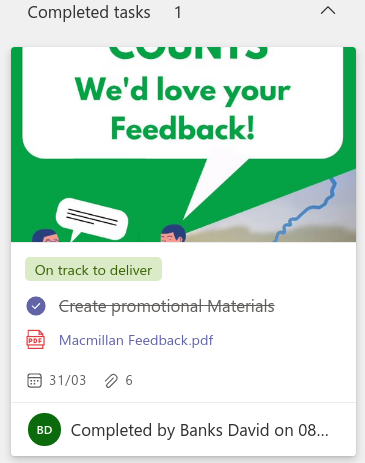 Completed tasks 1
COUNTS
We'd love your
Feedback!
On track to deliver
Create promotional Materials
PDF
Macmillan Feedback.pdf
31/03 6
BD
Completed by Banks David on 08...